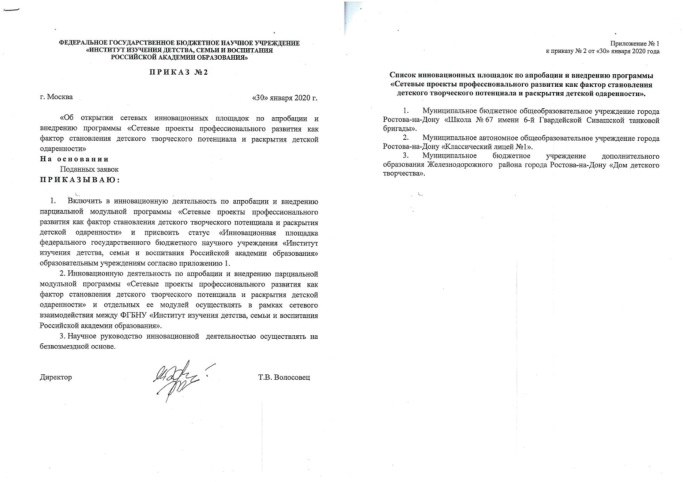 ФЕДЕРАЛЬНОЕ ГОСУДАРСТВЕННОЕ БЮДЖЕТНОЕ НАУЧНОЕ УЧРЕЖДЕНИЕ
«ИНСТИТУТ ИЗУЧЕНИЯ ДЕТСТВА, СЕМЬИ И ВОСПИТАНИЯ
РОССИЙСКОЙ АКАДЕМИИ ОБРАЗОВАНИЯ»
ПРИКАЗ №2
г. Москва «30» января 2020 г.
«Об открытии сетевых инновационных площадок по апробации и
внедрению программы «Сетевые проекты профессионального развития как
фактор становления детского творческого потенциала и раскрытия детской
одаренности»
На основании
Поданных заявок
ПРИКАЗЫВАЮ:
1. Включить в инновационную деятельность по апробации и внедрению
парциальной модульной программы «Сетевые проекты профессионального
развития как фактор становления детского творческого потенциала и раскрытия
детской одаренности» и присвоить статус «Инновационная площадка
федерального государственного бюджетного научного учреждения «Институт
изучения детства, семьи и воспитания Российской академии образования»
образовательным учреждениям согласно приложению 1.
2. Инновационную деятельность по апробации и внедрению парциальной
модульной программы «Сетевые проекты профессионального развития как
фактор становления детского творческого потенциала и раскрытия детской
одаренности» и отдельных ее модулей осуществлять в рамках сетевого
взаимодействия между ФГБНУ «Институт изучения детства, семьи и воспитания
Российской академии образования».
3. Научное руководство инновационной деятельностью осуществлять на
безвозмездной основе.
Директор Т.В. Волосовец
Приложение № 1
к приказу № 2 от «30» января 2020 года
Список инновационных площадок по апробации и внедрению программы
«Сетевые проекты профессионального развития как фактор становления
детского творческого потенциала и раскрытия детской одаренности».
1. Муниципальное бюджетное общеобразовательное учреждение города
Ростова-на-Дону «Школа № 67 имени 6-й Гвардейской Сивашской танковой
бригады».
2. Муниципальное автономное общеобразовательное учреждение города
Ростова-на-Дону «Классический лицей №1».
3. Муниципальное бюджетное учреждение дополнительного
образования Железнодорожного района города Ростова-на-Дону «Дом детского
творчества».